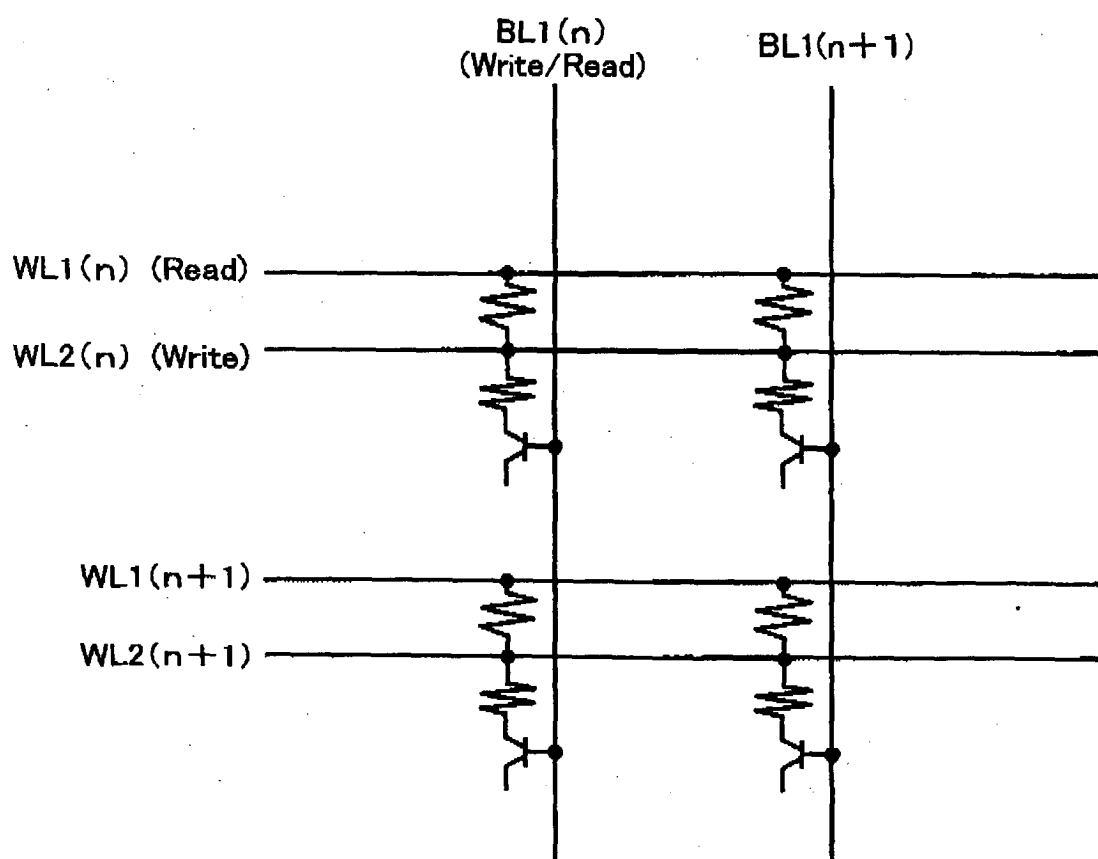 BL1(n)
(Write/Read)
BL1(n+1)
WL1(n) (Read)
WL2(n) (Write)
WL1(n+1)
WL2(n+1)